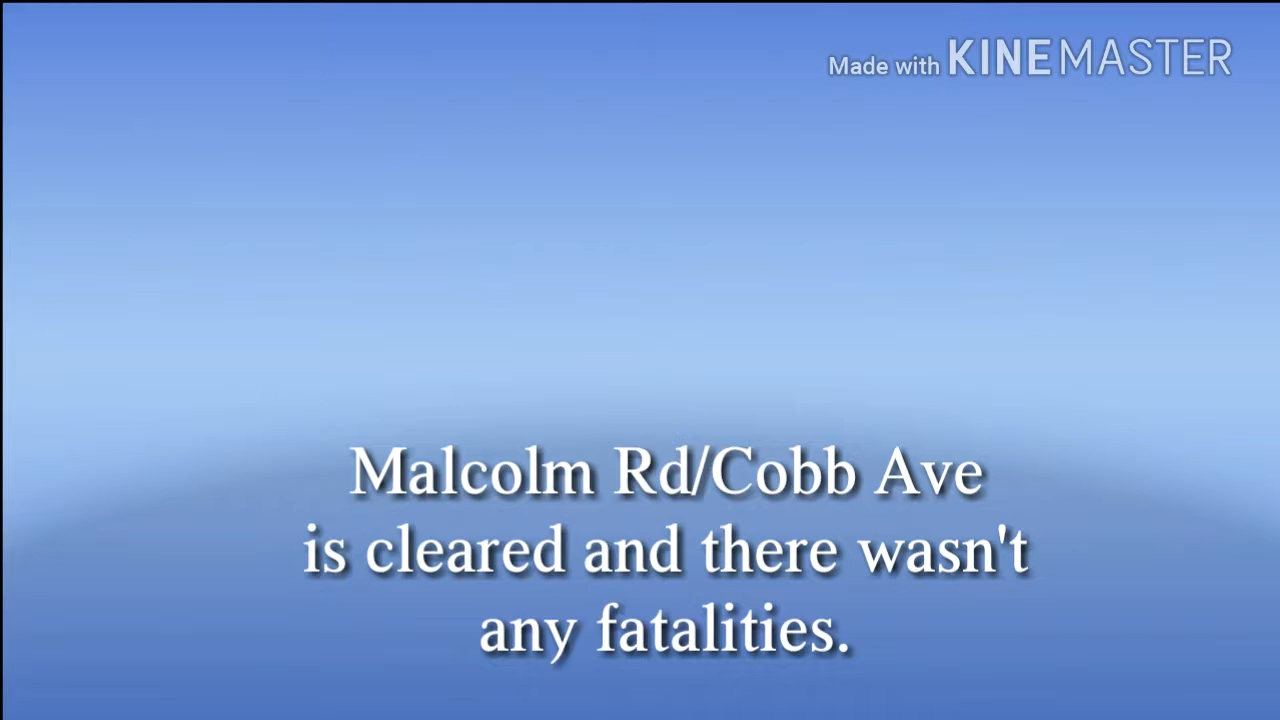 Made with KINEMASTER
Malcolm Rd/Cobb Ave
is cleared and there wasn't
any fatalities.